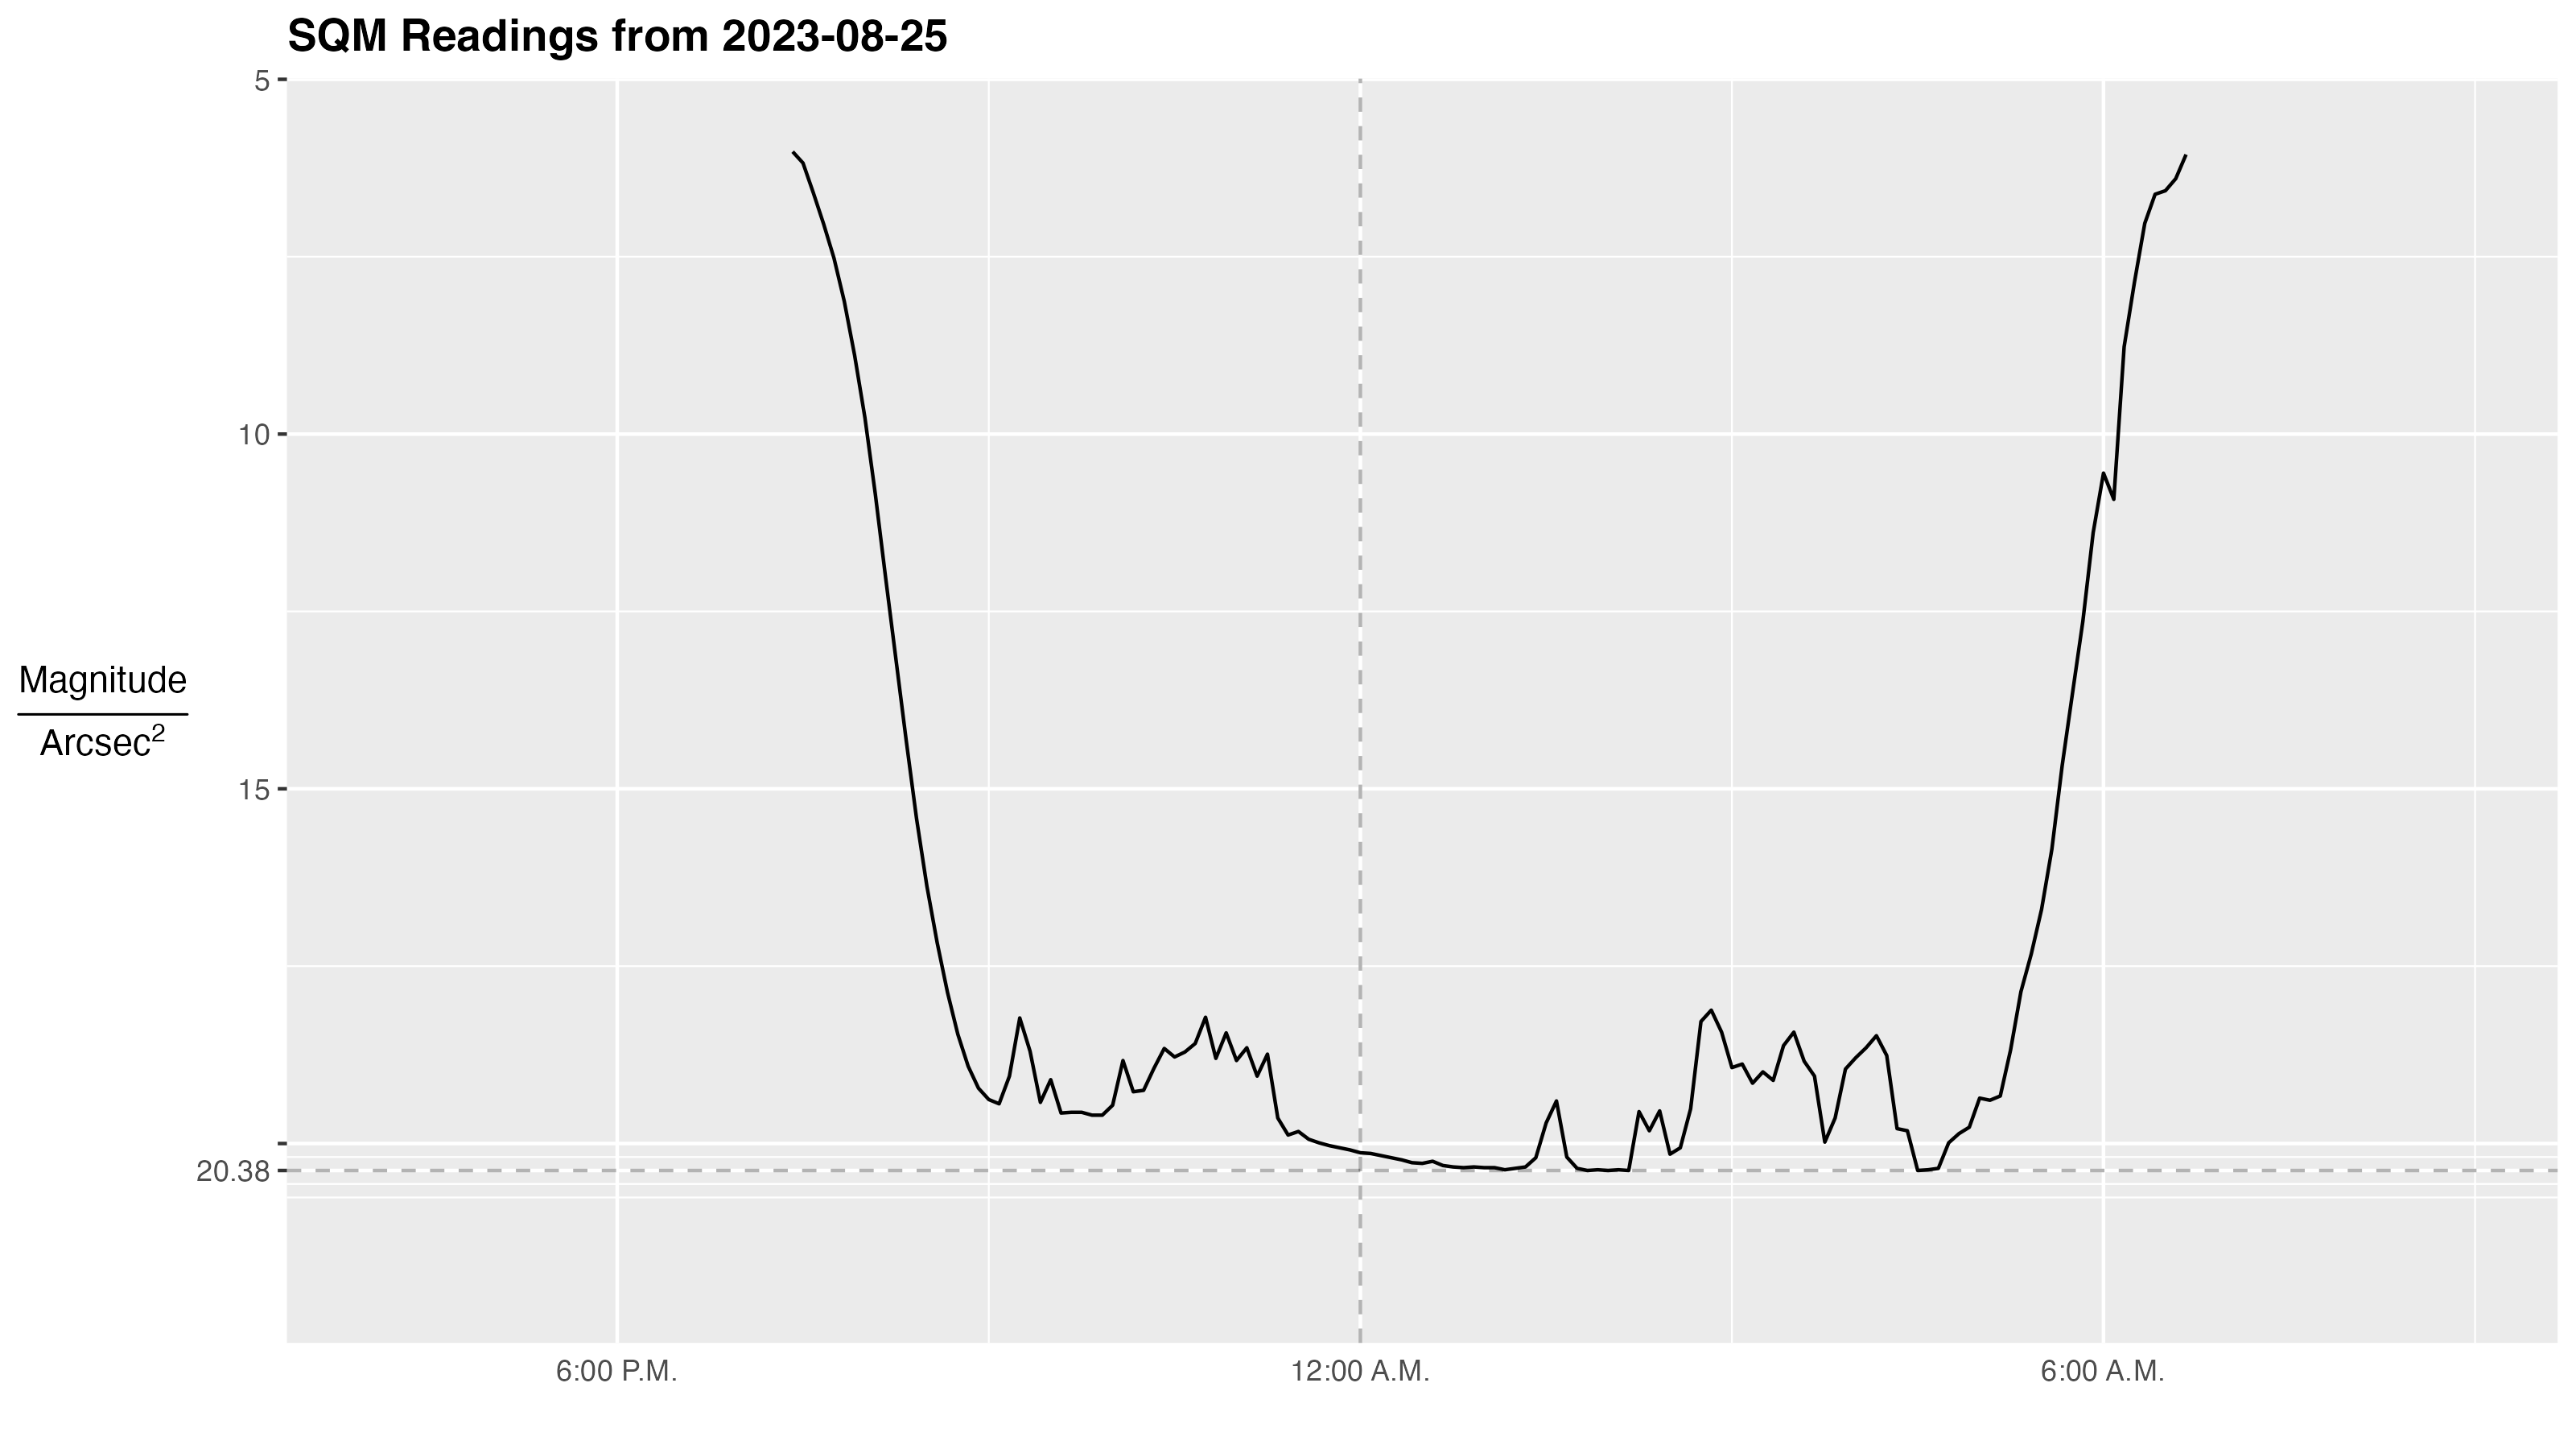 SQM Readings from 2023-08-25
5
10
15
20.38
Magnitude
Arcsec²
6:00 P.M.
12:00 A.M.
6:00 A.M.